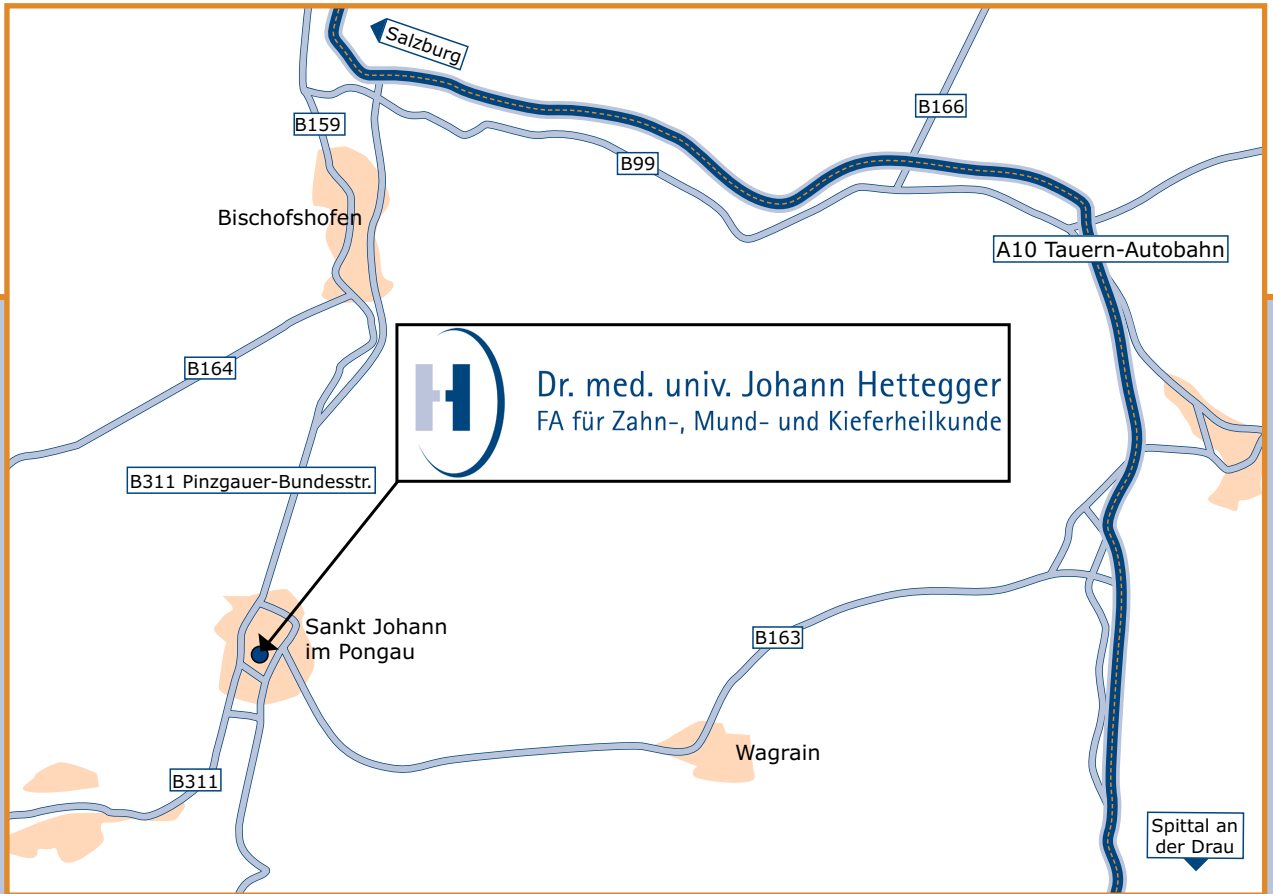 Salzburg
B166
B159
B99
Bischofshofen
A10 Tauern-Autobahn
B164
Dr. med. univ. Johann Hettegger
FA für Zahn-, Mund- und Kieferheilkunde
B311 Pinzgauer-Bundesstr.
Sankt Johann
im Pongau
B163
Wagrain
B311
Spittal an
der Drau